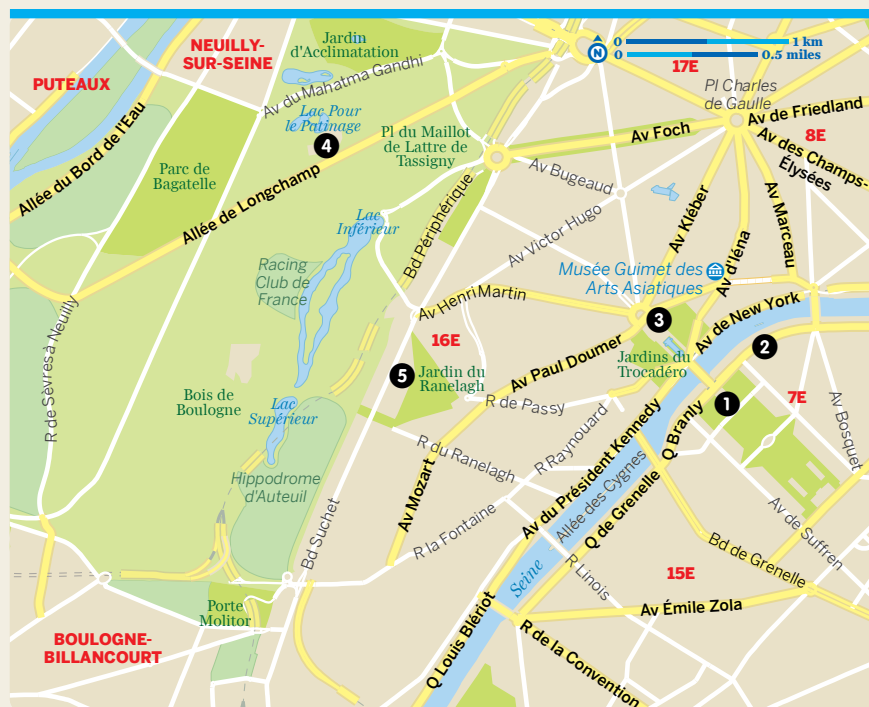 Jardin
d'Acclimatation
NEUILLY-
SUR-SEINE
PUTEAUX
N
0 1 km
0 0.5 miles
17E
Pl Charles
de Gaulle
Av de Friedland
8E
Av des Champs-
Élysées
Av du Mahatma Gandhi
Lac Pour
le Patinage
4
Allée du Bord de l'Eau
Parc de
Bagatelle
Allée de Longchamp
Pl du Maillot
de Lattre de
Tassigny
Av Foch
Av Bugeaud
Av Victor Hugo
Av Kléber
Av d'Iéna
Av Marceau
Bd Périphérique
Lac
Inférieur
Racing
Club de
France
Musée Guimet des
Arts Asiatiques
Av Henri Martin
3
Av de New York
2
16E
5
Jardin du
Ranelagh
Av Paul Doumer
Jardins du
Trocadéro
1
7E
R de Sèvres à Neuilly
Bois de
Boulogne
Lac
Supérieur
R de Passy
Q Branly
Av Bosquet
R du Ranelagh
R Raynouard
Av du Président Kennedy
Allée des Cygnes
Q de Grenelle
Hippodrome
d'Auteuil
Av Mozart
R la Fontaine
Bd Suchet
Av de Suffren
Bd de Grenelle
Seine
R Linois
15E
Av Émile Zola
Porte
Molitor
BOULOGNE-
BILLANCOURT
Q Louis Blériot
R de la Convention